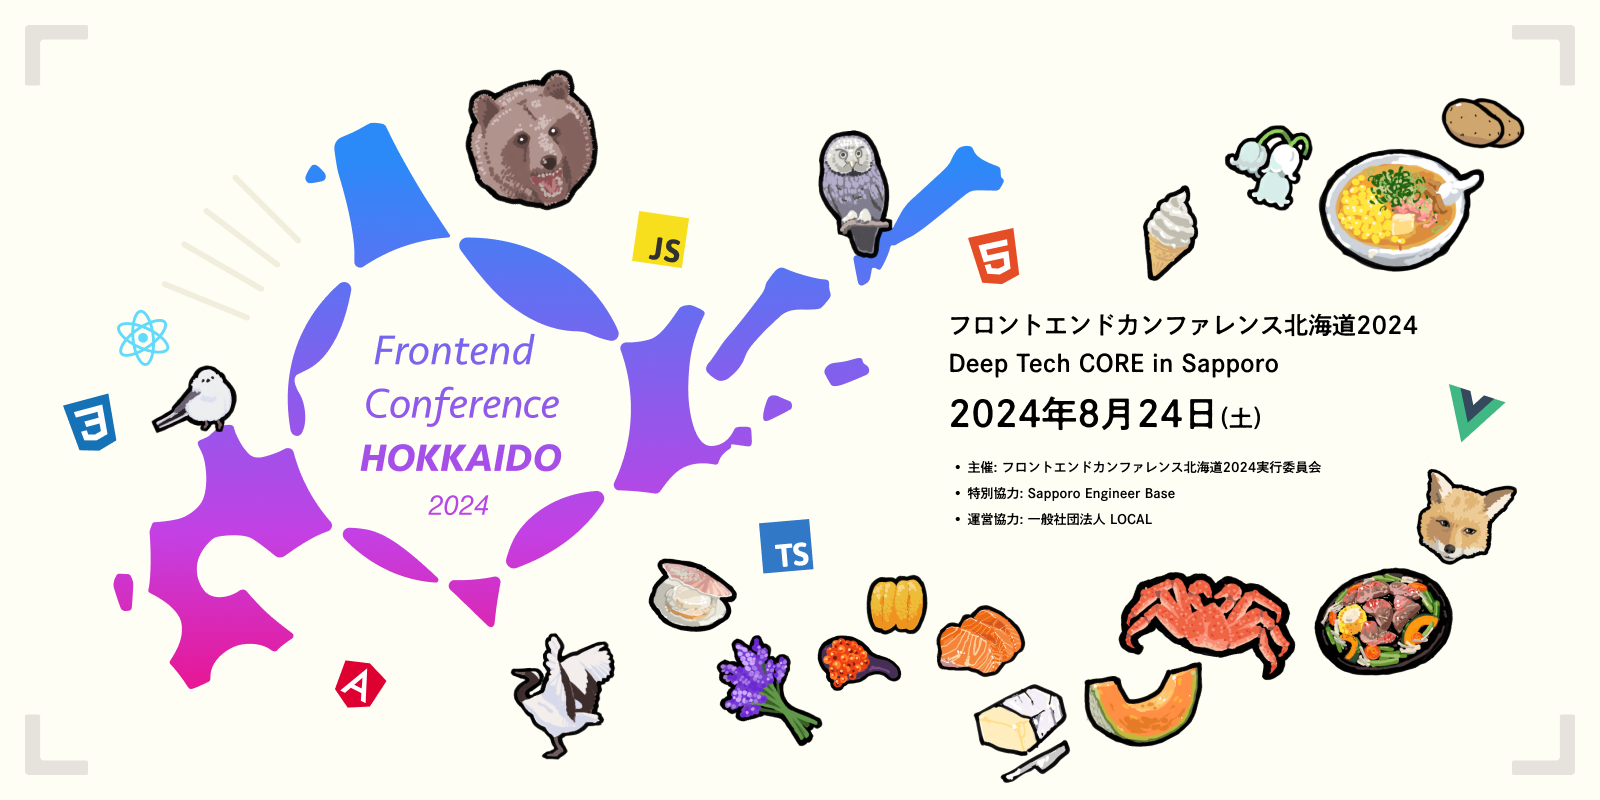 Frontend
Conference
HOKKAIDO
2024
JS
TS
フロントエンドカンファレンス北海道2024
Deep Tech CORE in Sapporo
2024年8月24日(土)
• 主催: フロントエンドカンファレンス北海道2024実行委員会
• 特別協力: Sapporo Engineer Base
• 運営協力: 一般社団法人 LOCAL
5
3
A